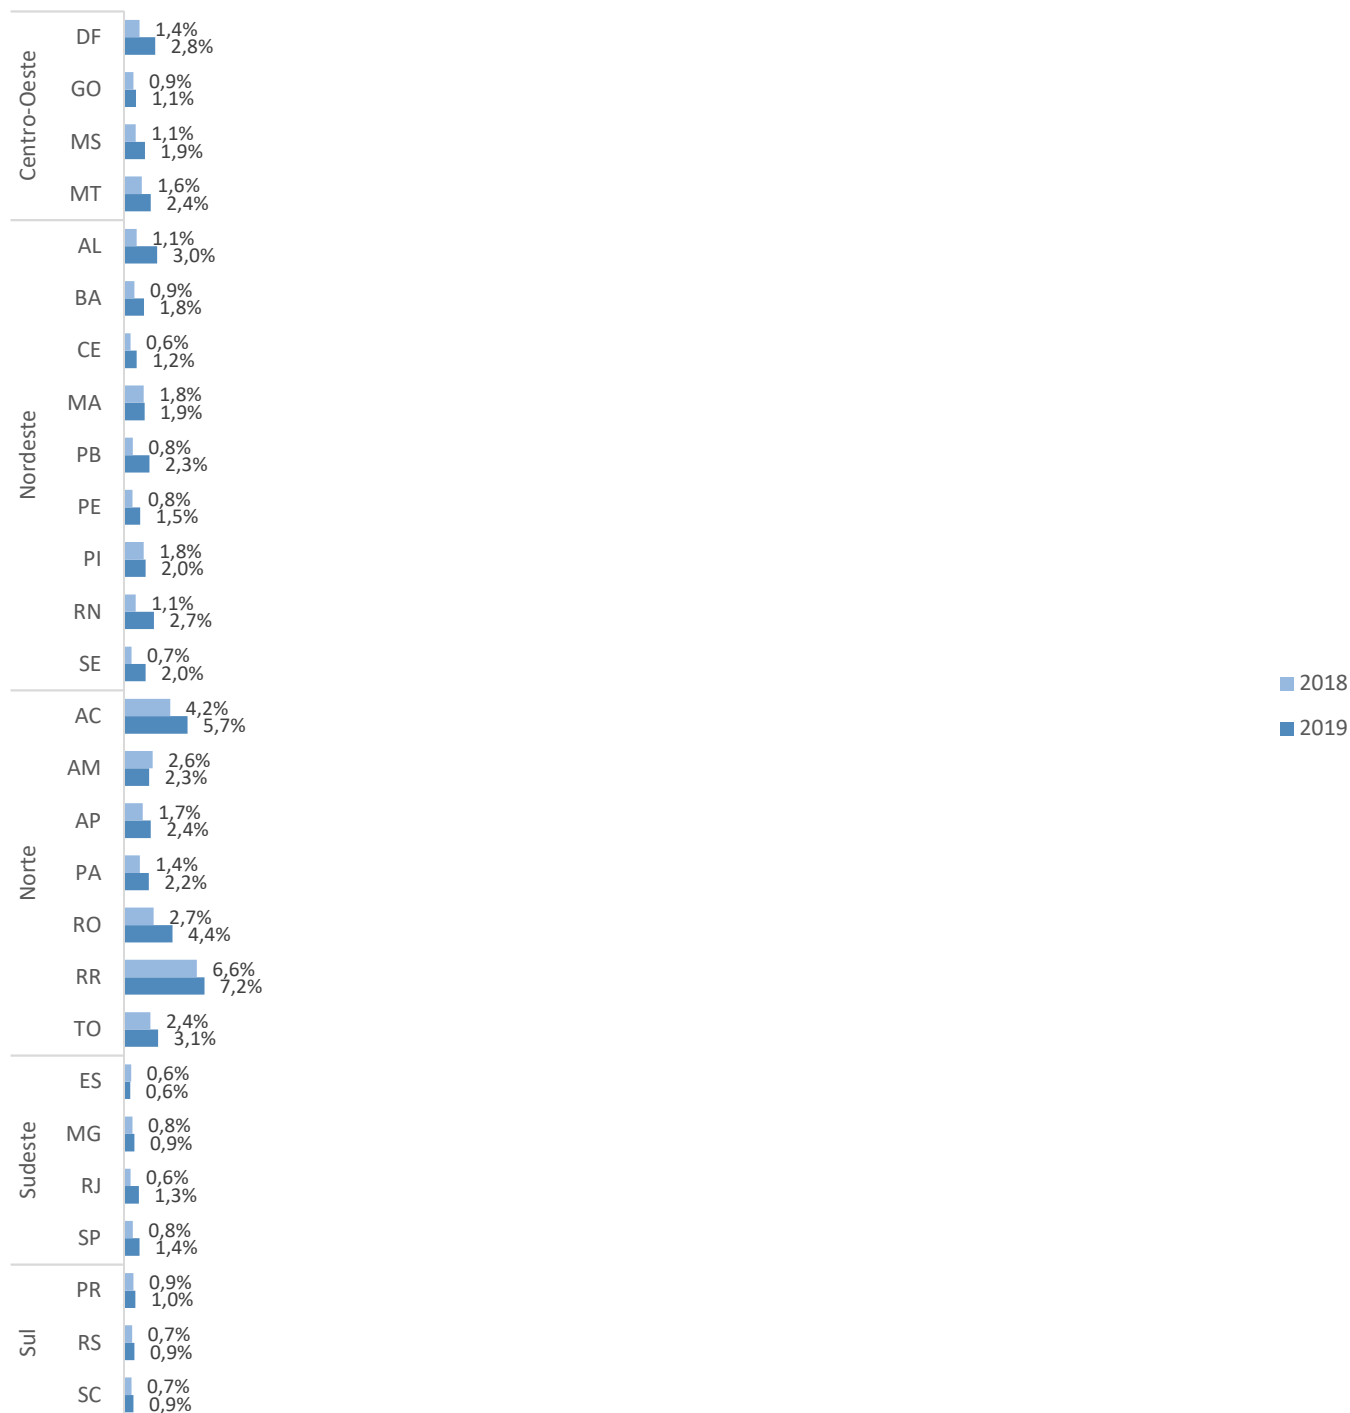 Centro-Oeste
DF
1,4%
2,8%
GO
0,9%
1,1%
MS
1,1%
1,9%
MT
1,6%
2,4%
Nordeste
AL
1,1%
3,0%
BA
0,9%
1,8%
CE
0,6%
1,2%
MA
1,8%
1,9%
PB
0,8%
2,3%
PE
0,8%
1,5%
PI
1,8%
2,0%
RN
1,1%
2,7%
SE
0,7%
2,0%
Norte
AC
4,2%
5,7%
AM
2,6%
2,3%
AP
1,7%
2,4%
PA
1,4%
2,2%
RO
2,7%
4,4%
RR
6,6%
7,2%
TO
2,4%
3,1%
Sudeste
ES
0,6%
0,6%
MG
0,8%
0,9%
RJ
0,6%
1,3%
SP
0,8%
1,4%
Sul
PR
0,9%
1,0%
RS
0,7%
0,9%
SC
0,7%
0,9%
2018
2019